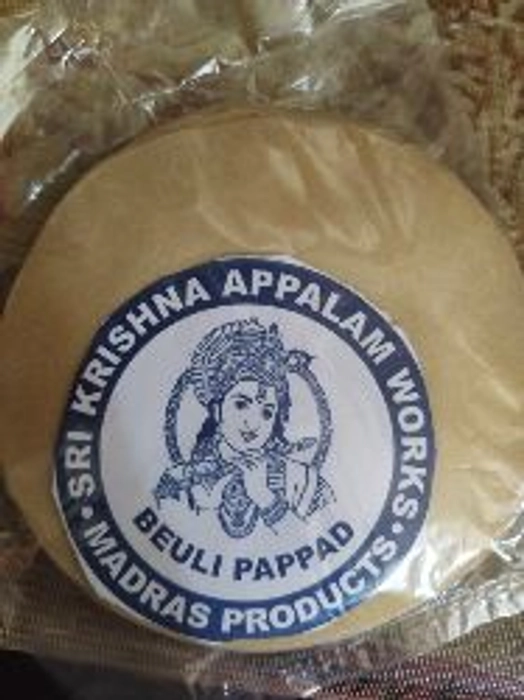 SRI KRISHNA APPALAM WORKS
BEULI PAPPAD
MADRAS PRODUCTS